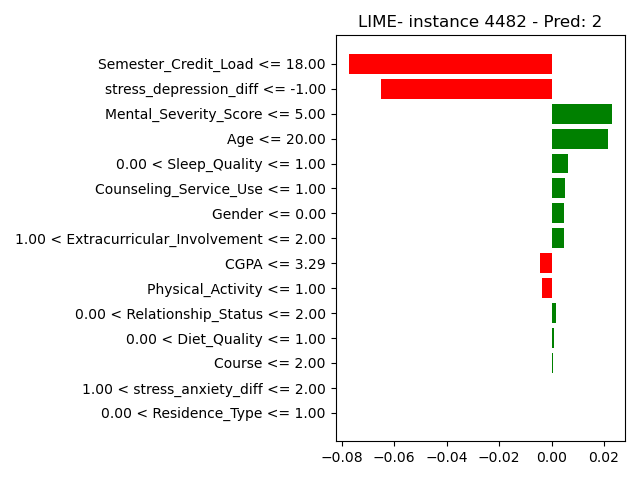 LIME- instance 4482 - Pred: 2
Semester_Credit_Load <= 18.00
stress_depression_diff <= -1.00
Mental_Severity_Score <= 5.00
Age <= 20.00
0.00 < Sleep_Quality <= 1.00
Counseling_Service_Use <= 1.00
Gender <= 0.00
1.00 < Extracurricular_Involvement <= 2.00
CGPA <= 3.29
Physical_Activity <= 1.00
0.00 < Relationship_Status <= 2.00
0.00 < Diet_Quality <= 1.00
Course <= 2.00
1.00 < stress_anxiety_diff <= 2.00
0.00 < Residence_Type <= 1.00
−0.08 −0.06 −0.04 −0.02 0.00 0.02